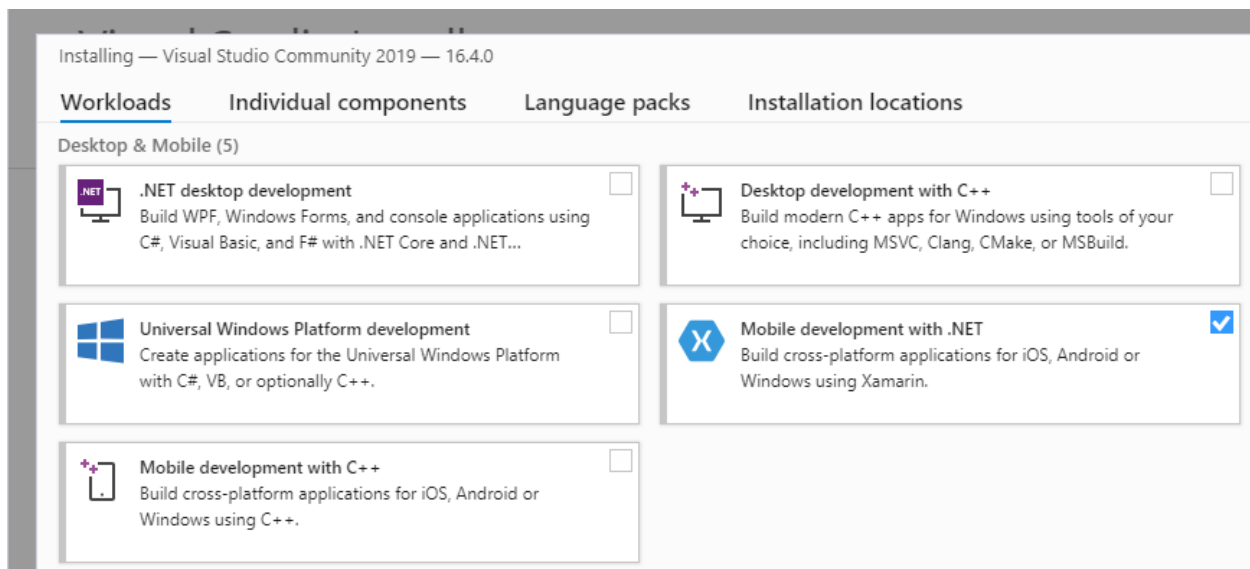 Installing — Visual Studio Community 2019 — 16.4.0
Workloads Individual components Language packs Installation locations
Desktop & Mobile (5)
.NET
.NET desktop development
Build WPF, Windows Forms, and console applications using
C#, Visual Basic, and F# with .NET Core and .NET...
Desktop development with C++
Build modern C++ apps for Windows using tools of your
choice, including MSVC, Clang, CMake, or MSBuild.
Universal Windows Platform development
Create applications for the Universal Windows Platform
with C#, VB, or optionally C++.
Mobile development with .NET
Build cross-platform applications for iOS, Android or
Windows using Xamarin.
Mobile development with C++
Build cross-platform applications for iOS, Android or
Windows using C++.